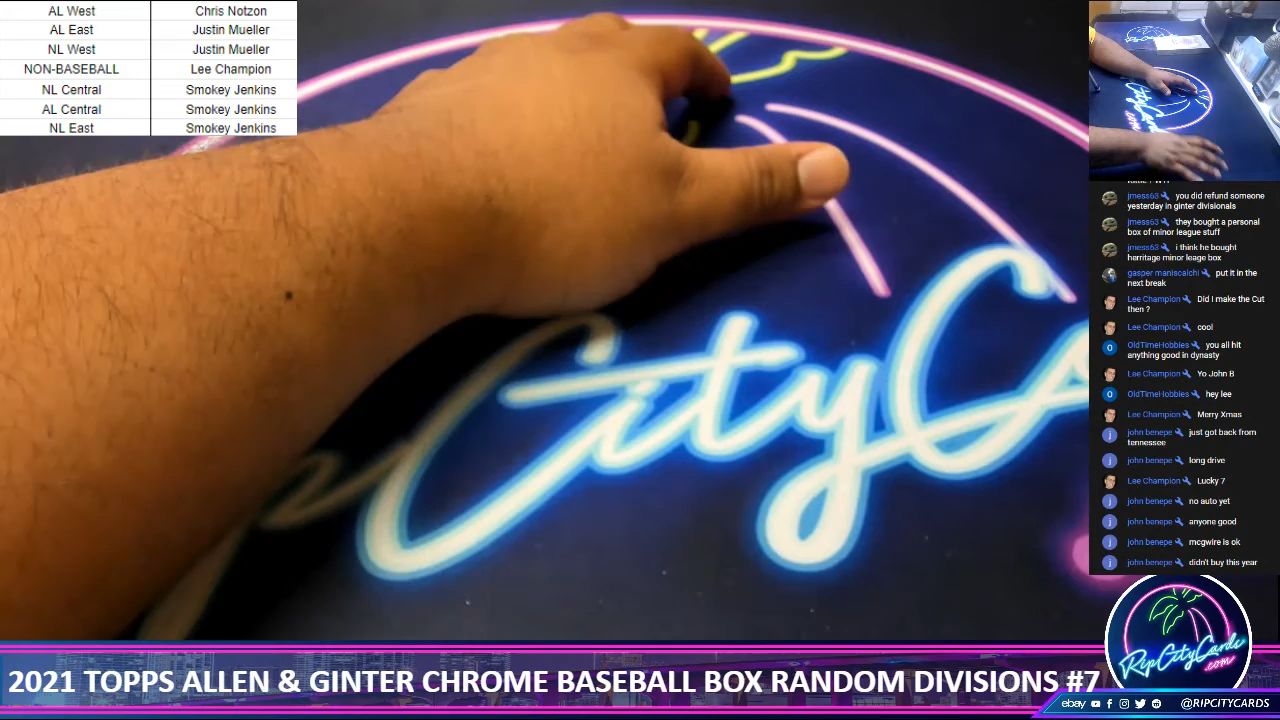 AL West Chris Notzon
AL East Justin Mueller
NL West Justin Mueller
NON-BASEBALL Lee Champion
NL Central Smokey Jenkins
AL Central Smokey Jenkins
NL East Smokey Jenkins
City Ca
jmess63 you did refund someone
yesterday in ginter divisionals
jmess63 they bought a personal
box of minor league stuff
jmess63 i think he bought
herritage minor leage box
gasper maniscalchi put it in the
next break
Lee Champion Did I make the Cut
then ?
Lee Champion cool
OldTimeHobbies you all hit
anything good in dynasty
Lee Champion Yo John B
OldTimeHobbies hey lee
Lee Champion Merry Xmas
john benepe just got back from
tennessee
john benepe long drive
Lee Champion Lucky 7
john benepe no auto yet
john benepe anyone good
john benepe mcgwire is ok
john benepe didn't buy this year
RipCityCards
.com
2021 TOPPS ALLEN & GINTER CHROME BASEBALL BOX RANDOM DIVISIONS #7
ebay @RIPCITYCARDS